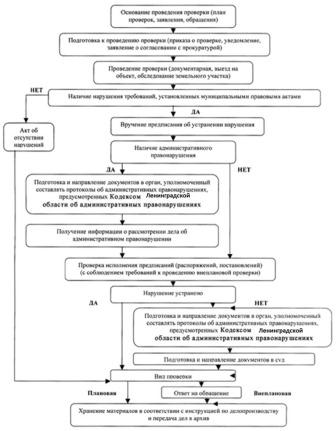 Основание проведения проверки (план
проверок, заявления, обращения)
Подготовка к проведению проверки (приказа о проверке, уведомление,
заявление о согласовании с прокуратурой)
Проведение проверки (документарная, выезд на
объект, обследование земельного участка)
НЕТ
Наличие нарушения требований, установленных муниципальными правовыми актами
ДА
Акт об
отсутствии
нарушений
Вручение предписания об устранении нарушения
Наличие административного
правонарушения
ДА
НЕТ
Подготовка и направление документов в орган, уполномоченный
составлять протоколы об административных правонарушениях,
предусмотренных Кодексом Ленинградской
области об административных правонарушениях
Получение информации о рассмотрении дела об
административном правонарушении
Проверка исполнения предписаний (распоряжений, постановлений)
(с соблюдением требований к проведению внеплановой проверки)
Нарушение устранено
ДА
НЕТ
Подготовка и направление документов в орган, уполномоченный
составлять протоколы об административных правонарушениях,
предусмотренных Кодексом Ленинградской
области об административных правонарушениях
Подготовка и направление документов в суд
Вид проверки
Плановая
Ответ на обращение
Внеплановая
Хранение материалов в соответствии с инструкцией по делопроизводству
и передача дел в архив